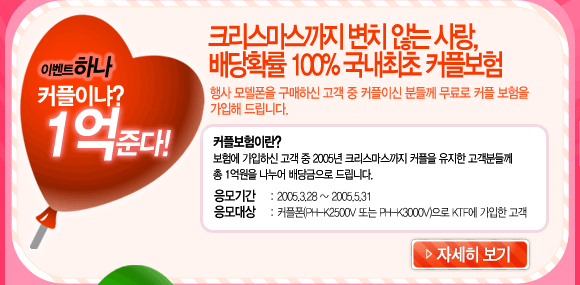 이벤트하나
커플이냐?
1억준다!
크리스마스까지 변치 않는 사랑,
배당확률 100% 국내최초 커플보험
행사 모델폰을 구매하신 고객 중 커플이신 분들께 무료로 커플 보험을
가입해 드립니다.
커플보험이란?
보험에 가입하신 고객 중 2005년 크리스마스까지 커플을 유지한 고객분들께
총 1억원을 나누어 배당금으로 드립니다.
응모기간 : 2005.3.28 ~ 2005.5.31
응모대상 : 커플폰(PH-K2500V 또는 PH-K3000V)으로 KTF에 가입한 고객
자세히 보기